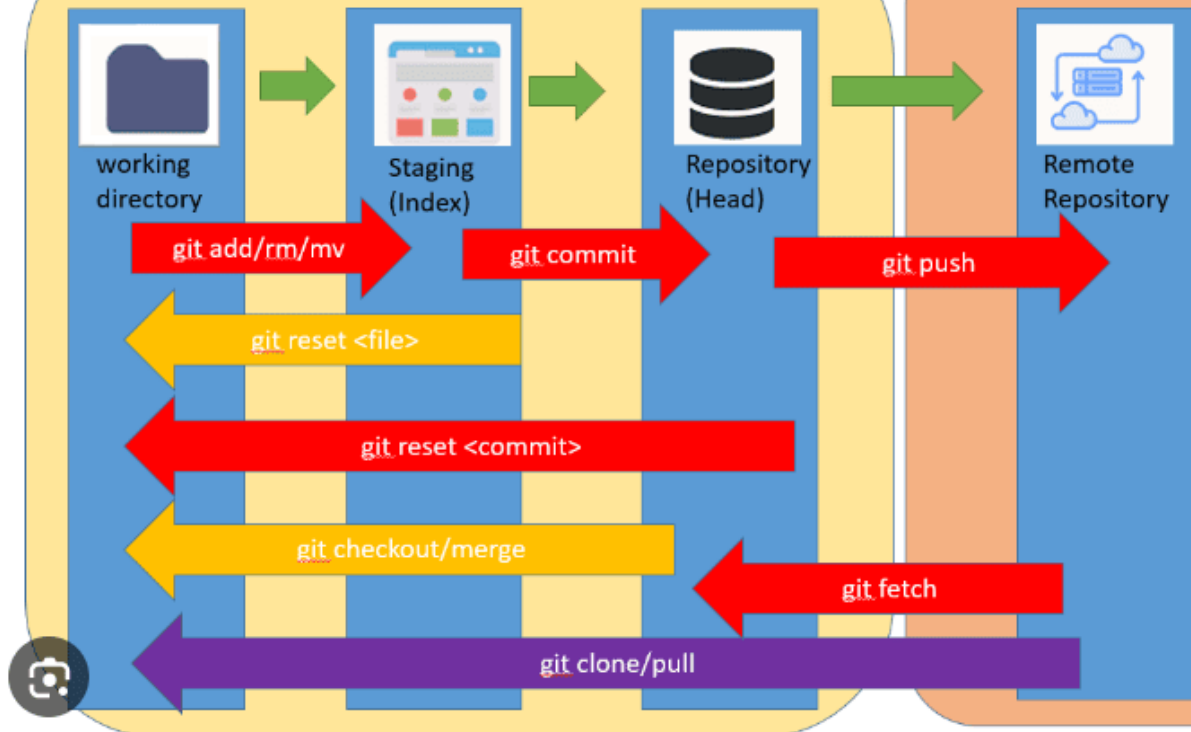 working
directory
Staging
(Index)
Repository
(Head)
Remote
Repository
git add/rm/mv
git commit
git push
git reset <file>
git reset <commit>
git checkout/merge
git fetch
git clone/pull